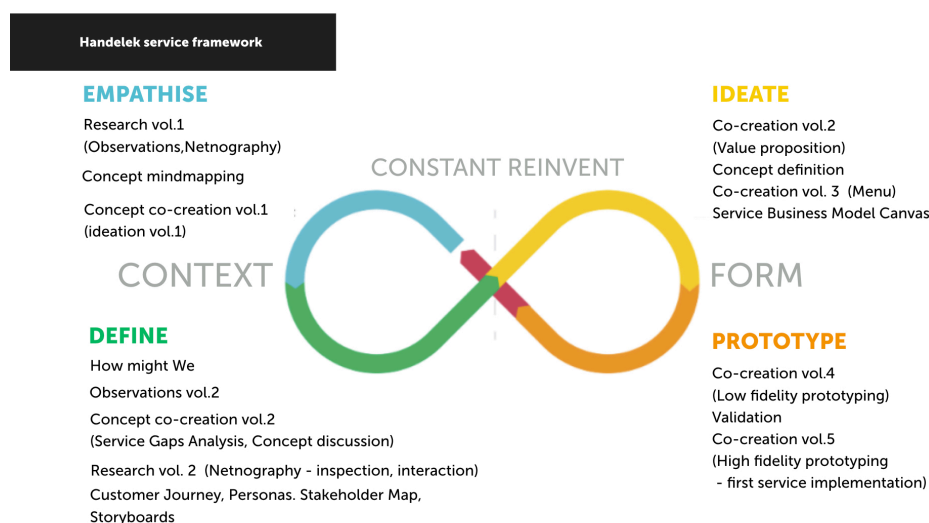 Handelek service framework
EMPATHISE
Research vol.1
(Observations,Netnography)
Concept mindmapping
Concept co-creation vol.1
(ideation vol.1)
CONSTANT REINVENT
IDEATE
Co-creation vol.2
(Value proposition)
Concept definition
Co-creation vol. 3 (Menu)
Service Business Model Canvas
CONTEXT
FORM
DEFINE
How might We
Observations vol.2
Concept co-creation vol.2
(Service Gaps Analysis, Concept discussion)
Research vol. 2 (Netnography - inspection, interaction)
Customer Journey, Personas. Stakeholder Map,
Storyboards
PROTOTYPE
Co-creation vol.4
(Low fidelity prototyping)
Validation
Co-creation vol.5
(High fidelity prototyping
- first service implementation)